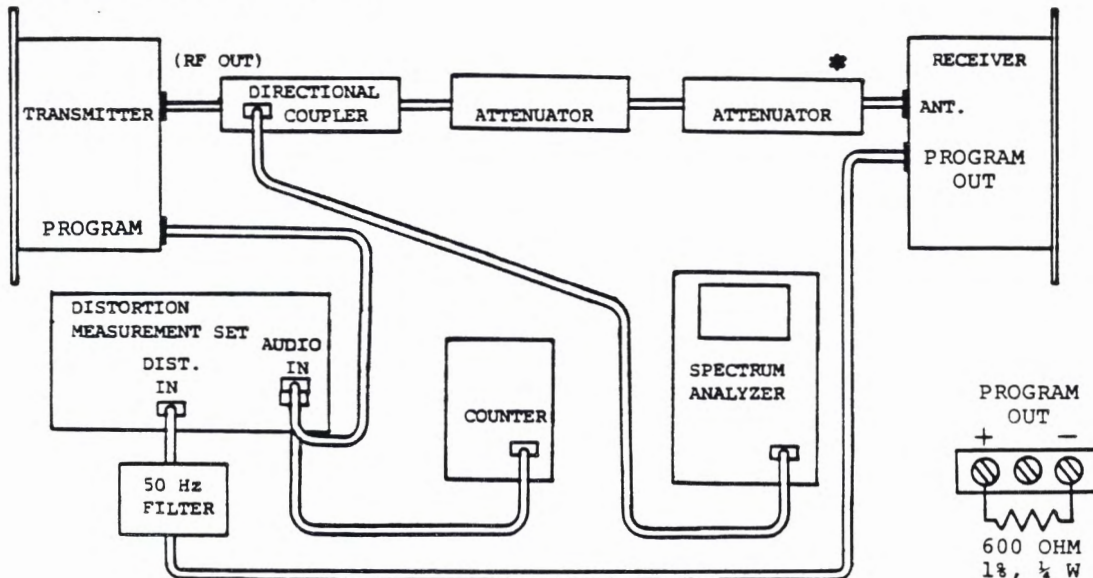 (RF OUT)
TRANSMITTER
PROGRAM
DIRECTIONAL
COUPLER
ATTENUATOR
*
ATTENUATOR
RECEIVER
ANT.
PROGRAM
OUT
DISTORTION
MEASUREMENT SET
DIST.
IN
AUDIO
IN
COUNTER
SPECTRUM
ANALYZER
50 Hz
FILTER
PROGRAM
OUT
+ −
600 OHM
1%, ¼ W